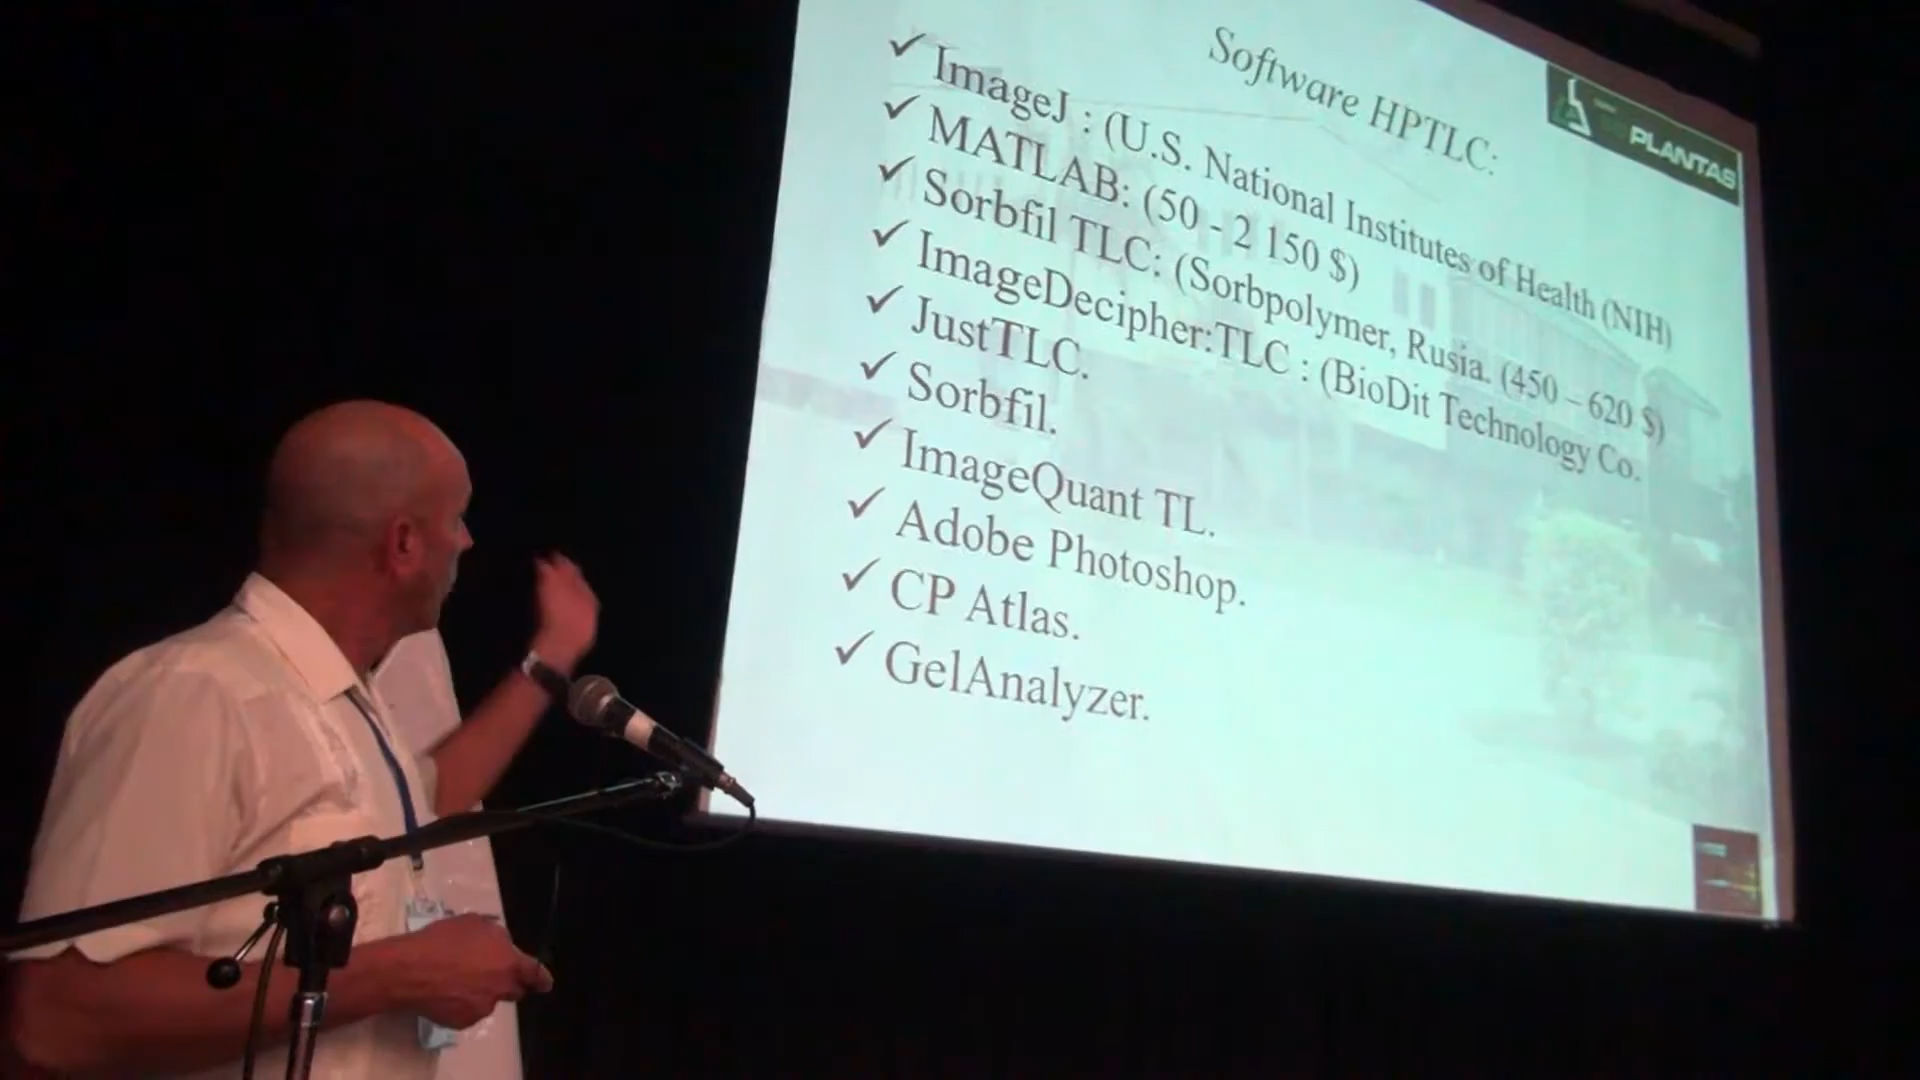 Software HPTLC:
✓ ImageJ : (U.S. National Institutes of Health (NIH)
✓ MATLAB: (50 - 2 150 $)
✓ Sorbfil TLC: (Sorbpolymer, Rusia. (450 – 620 $)
✓ ImageDecipher:TLC : (BioDit Technology Co.
✓ JustTLC.
✓ Sorbfil.
✓ ImageQuant TL.
✓ Adobe Photoshop.
✓ CP Atlas.
✓ GelAnalyzer.
PLANTAS